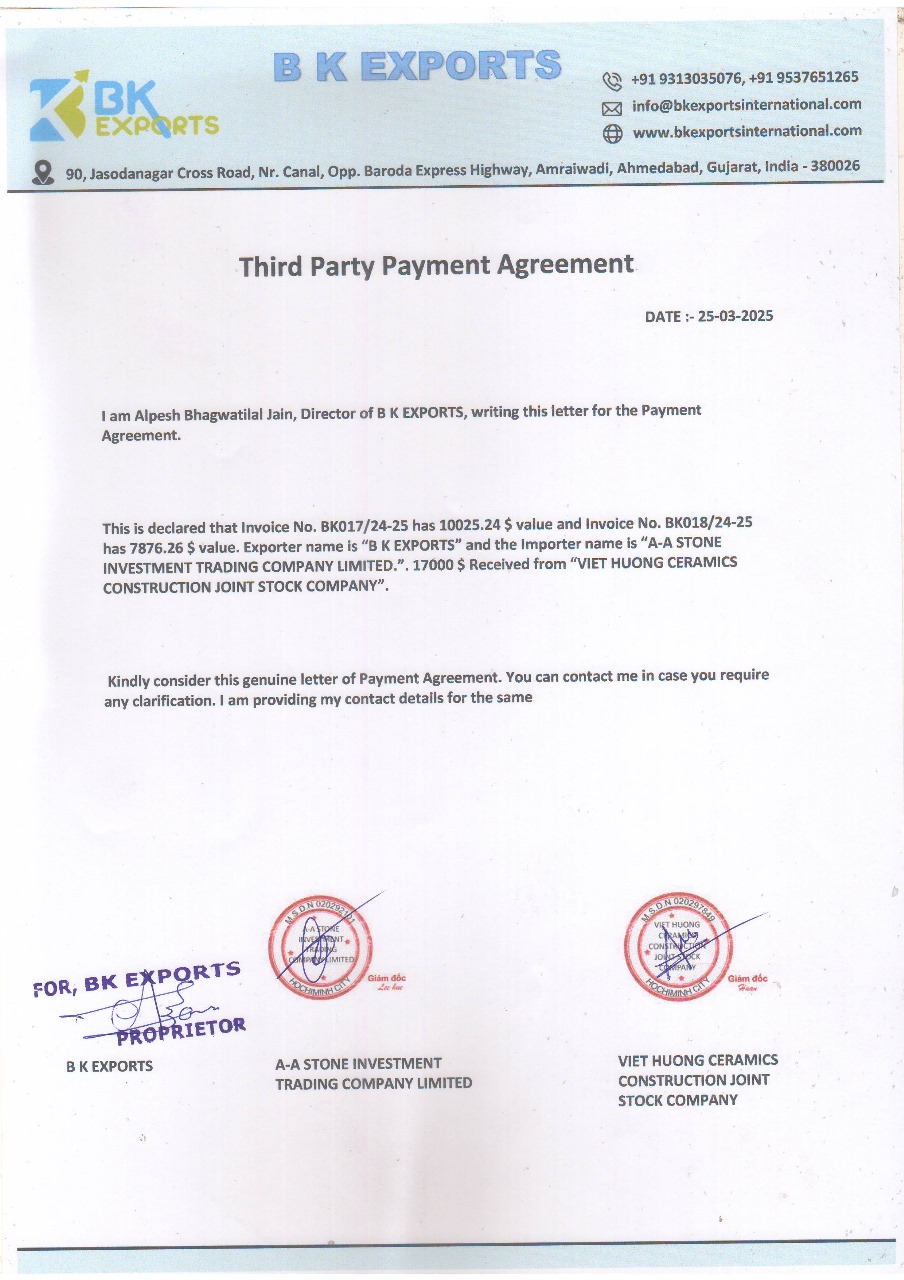 B K EXPORTS
BK
EXPORTS
+91 9313035076, +91 9537651265
info@bkexportsinternational.com
www.bkexportsinternational.com
90, Jasodanagar Cross Road, Nr. Canal, Opp. Baroda Express Highway, Amraiwadi, Ahmedabad, Gujarat, India - 380026
Third Party Payment Agreement
DATE :- 25-03-2025
I am Alpesh Bhagwatilal Jain, Director of B K EXPORTS, writing this letter for the Payment
Agreement.
This is declared that Invoice No. BK017/24-25 has 10025.24 $ value and Invoice No. BK018/24-25
has 7876.26 $ value. Exporter name is “B K EXPORTS” and the Importer name is “A-A STONE
INVESTMENT TRADING COMPANY LIMITED.”. 17000 $ Received from “VIET HUONG CERAMICS
CONSTRUCTION JOINT STOCK COMPANY”.
Kindly consider this genuine letter of Payment Agreement. You can contact me in case you require
any clarification. I am providing my contact details for the same
FOR, BK EXPORTS
PROPRIETOR
B K EXPORTS
M.S.D.N
A-A STONE
INVESTMENT
TRADING
COMPANY LIMITED
HOCHIMINH CITY
Giám đốc
A-A STONE INVESTMENT
TRADING COMPANY LIMITED
M.S.D.N 020297849
VIET HUONG
CERAMICS
CONSTRUCTION
JOINT STOCK
COMPANY
HOCHIMINH CITY
Giám đốc
Huan
VIET HUONG CERAMICS
CONSTRUCTION JOINT
STOCK COMPANY